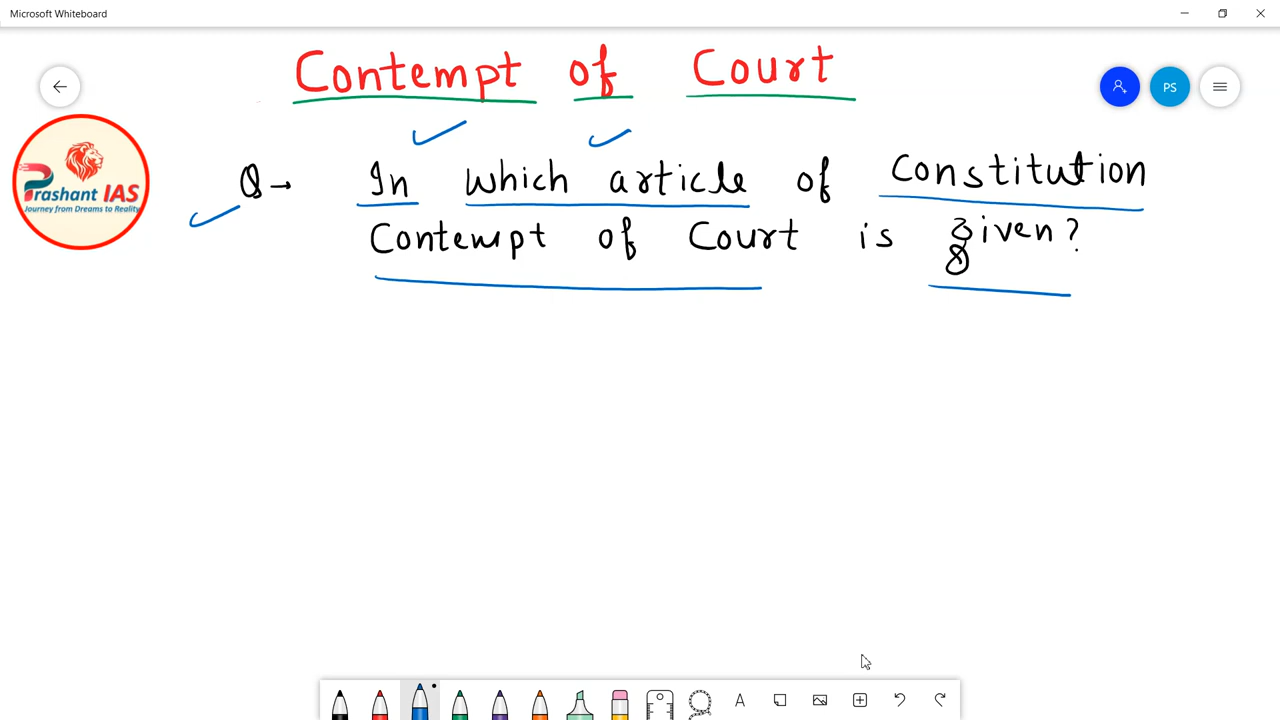 Microsoft Whiteboard
Contempt of Court
PS
Prashant IAS
Journey from Dreams to Reality
Q→ In which article of Constitution
Contempt of Court is given?
A